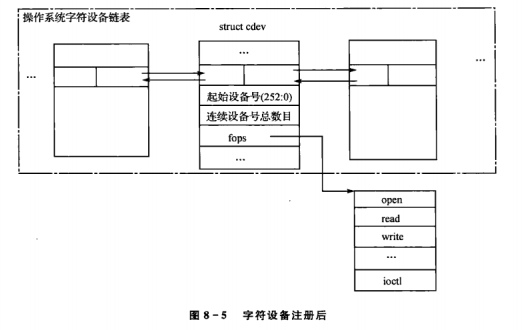 操作系统字符设备链表
struct cdev
...
...
...
起始设备号(252:0)
连续设备号总数目
fops
...
open
read
write
...
ioctl
图 8-5 字符设备注册后